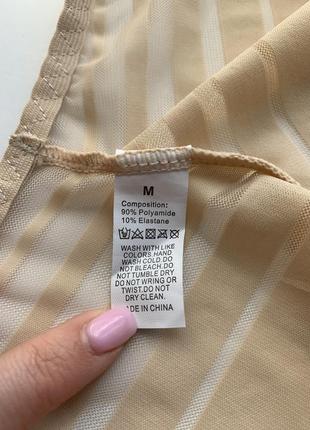 M
Composition:
90% Polyamide
10% Elastane
WASH WITH LIKE
COLORS.HAND
WASH COLD.DO
NOT BLEACH.DO
NOT TUMBLE DRY
DO NOT WRING OR
TWIST.DO NOT
DRY CLEAN.
MADE IN CHINA